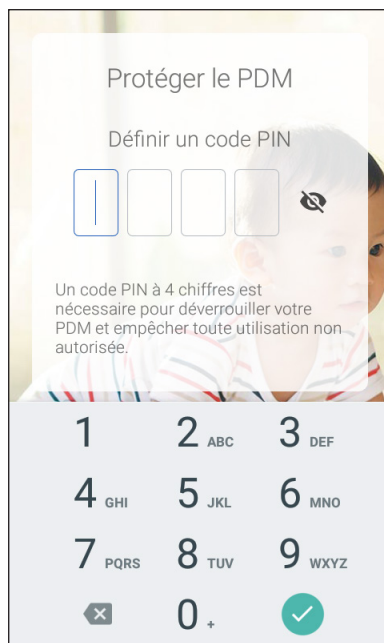 Protéger le PDM
Définir un code PIN
Un code PIN à 4 chiffres est
nécessaire pour déverrouiller votre
PDM et empêcher toute utilisation non
autorisée.
1 2 ABC 3 DEF
4 GHI 5 JKL 6 MNO
7 PQRS 8 TUV 9 WXYZ
0 +